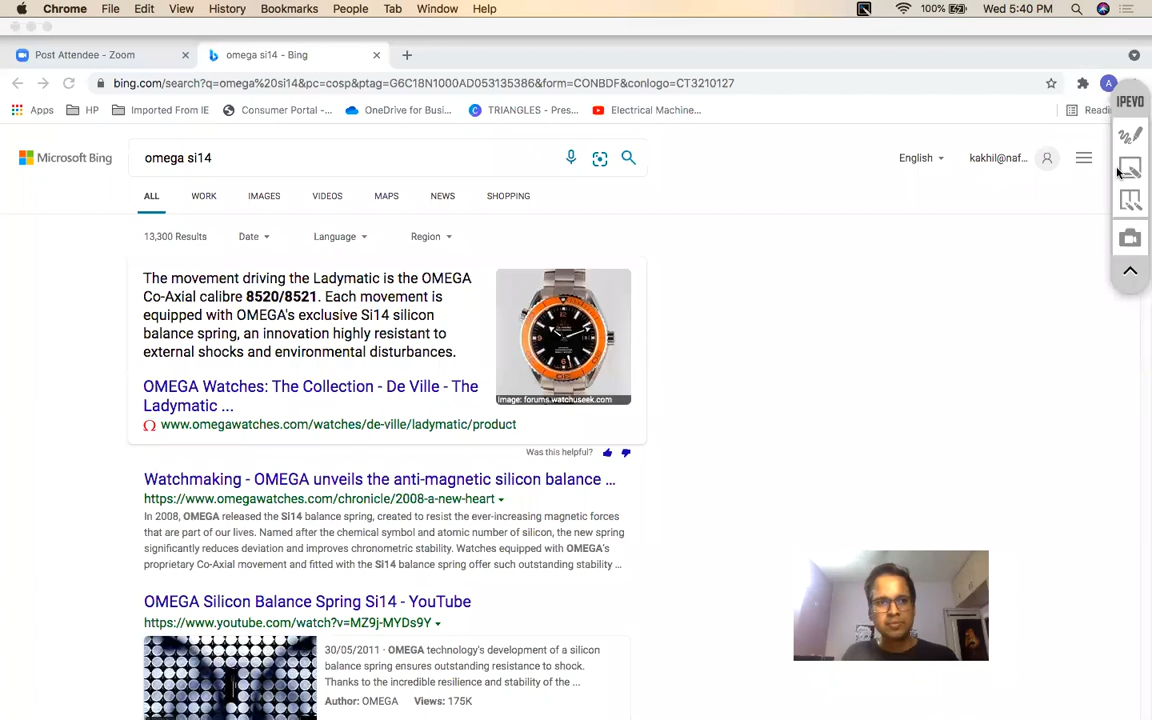 Chrome File Edit View History Bookmarks People Tab Window Help 100% Wed 5:40 PM
Post Attendee - Zoom omega si14 - Bing
bing.com/search?q=omega%20si14&pc=cosp&ptag=G6C18N1000AD053135386&form=CONBDF&conlogo=CT3210127 A
Apps HP Imported From IE Consumer Portal -... OneDrive for Busi... TRIANGLES - Pres... Electrical Machine... Readi
IPEVO
Microsoft Bing omega si14 English kakhil@naf...
ALL WORK IMAGES VIDEOS MAPS NEWS SHOPPING
13,300 Results Date Language Region
The movement driving the Ladymatic is the OMEGA
Co-Axial calibre 8520/8521. Each movement is
equipped with OMEGA's exclusive Si14 silicon
balance spring, an innovation highly resistant to
external shocks and environmental disturbances.
Image: forums.watchuseek.com
OMEGA Watches: The Collection - De Ville - The
Ladymatic ...
www.omegawatches.com/watches/de-ville/ladymatic/product
Was this helpful?
Watchmaking - OMEGA unveils the anti-magnetic silicon balance ...
https://www.omegawatches.com/chronicle/2008-a-new-heart
In 2008, OMEGA released the Si14 balance spring, created to resist the ever-increasing magnetic forces
that are part of our lives. Named after the chemical symbol and atomic number of silicon, the new spring
significantly reduces deviation and improves chronometric stability. Watches equipped with OMEGA's
proprietary Co-Axial movement and fitted with the Si14 balance spring offer such outstanding stability ...
OMEGA Silicon Balance Spring Si14 - YouTube
https://www.youtube.com/watch?v=MZ9j-MYDs9Y
30/05/2011 · OMEGA technology's development of a silicon
balance spring ensures outstanding resistance to shock.
Thanks to the incredible resilience and stability of the ...
Author: OMEGA Views: 175K